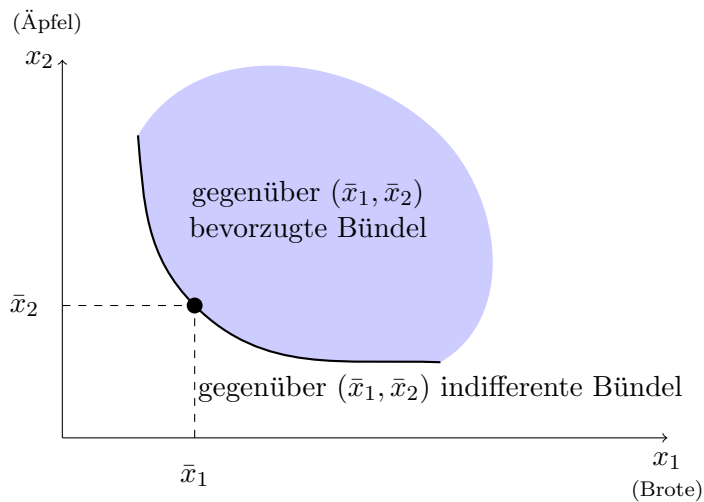 (Äpfel)
x₂
gegenüber (x̄₁, x̄₂)
bevorzugte Bündel
x̄₂
gegenüber (x̄₁, x̄₂) indifferente Bündel
x̄₁
x₁
(Brote)